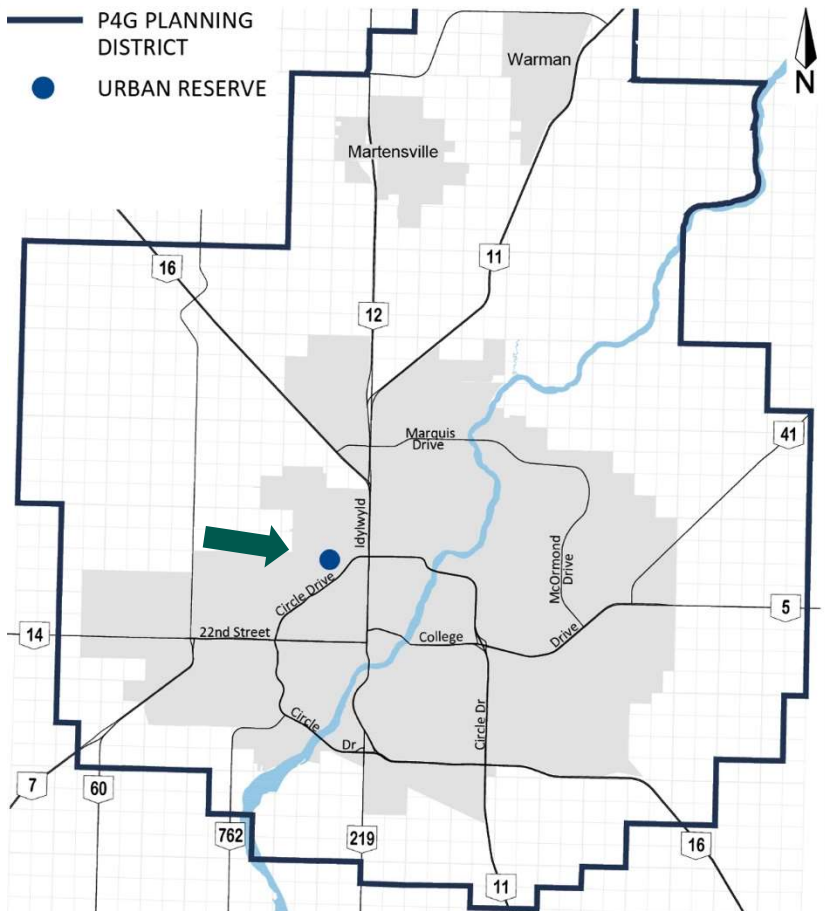 P4G PLANNING
DISTRICT
URBAN RESERVE
N
Warman
Martensville
16
11
12
Marquis
Drive
41
Idylwyld
McOrmond
Drive
Circle Drive
5
14
22nd Street
College
Drive
Circle
Dr
Circle Dr
7
60
762
219
16
11